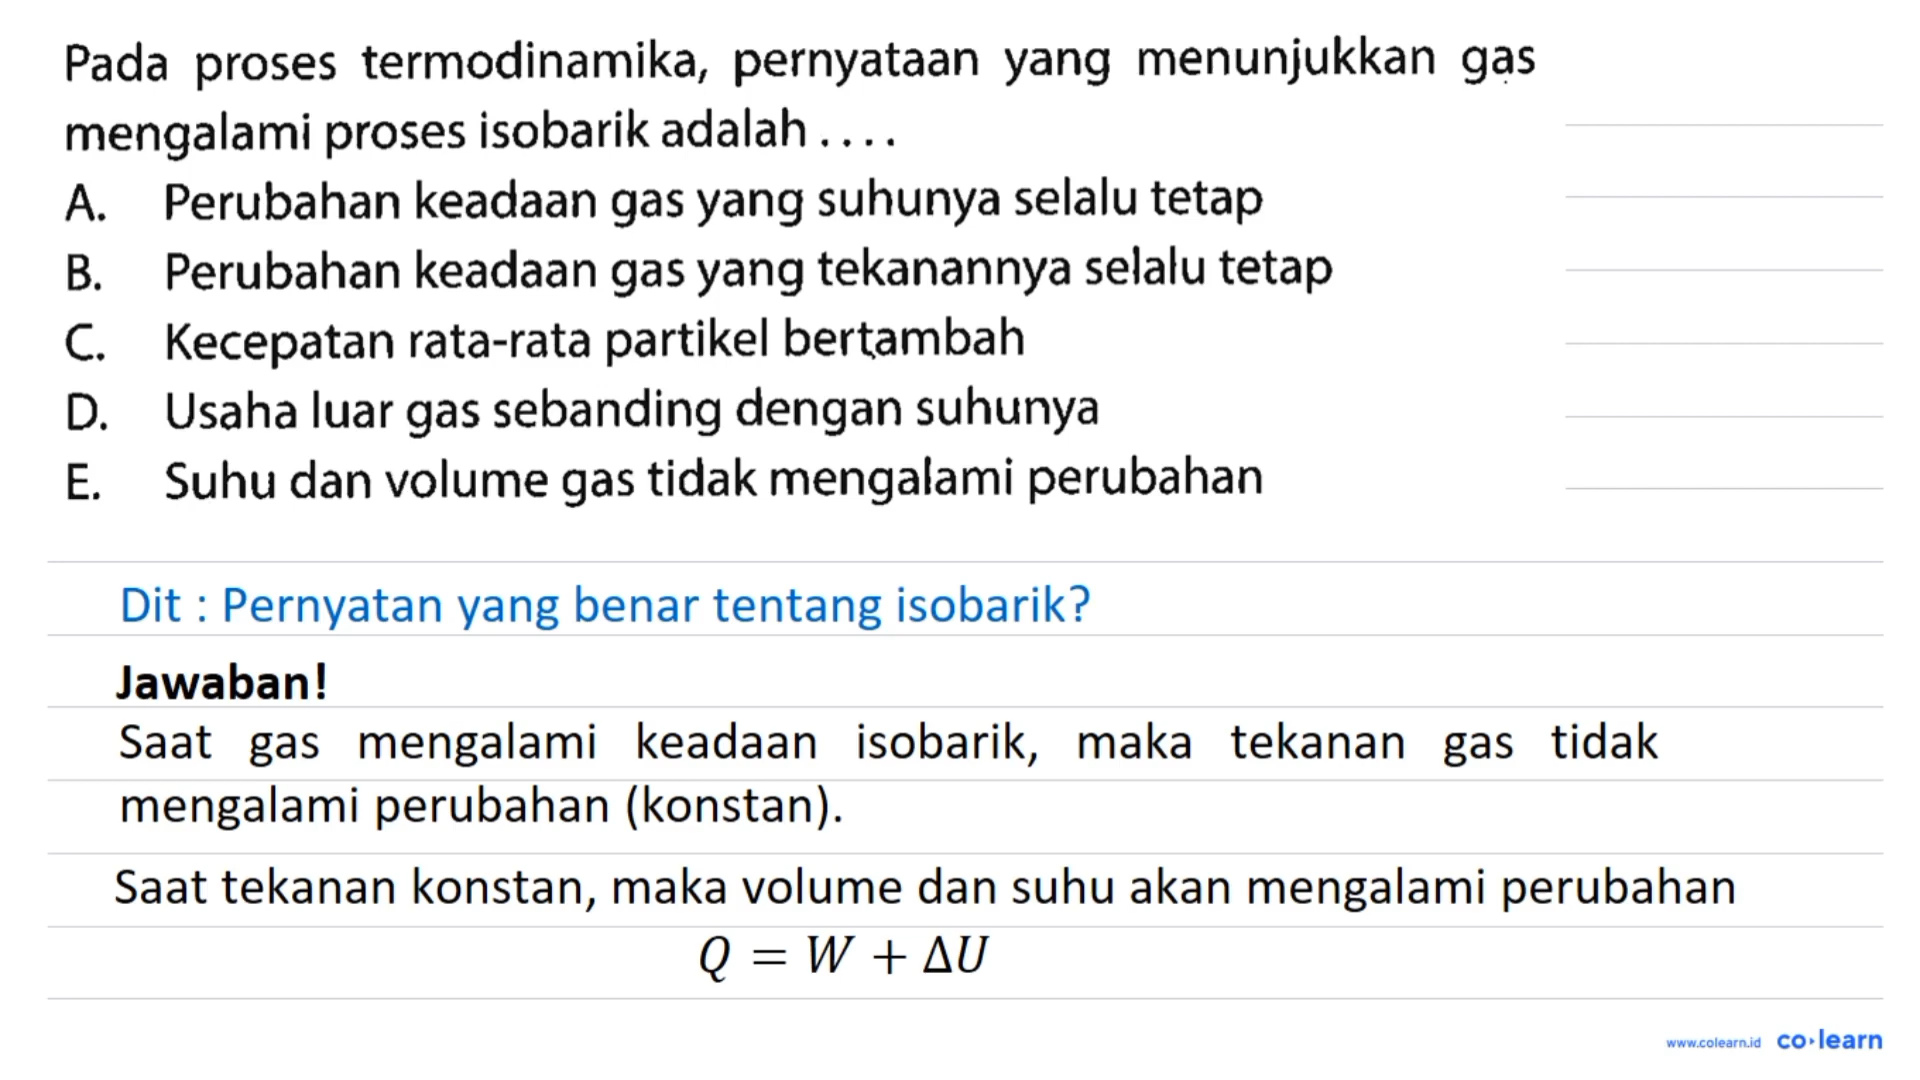 Pada proses termodinamika, pernyataan yang menunjukkan gas
mengalami proses isobarik adalah . . . .
A. Perubahan keadaan gas yang suhunya selalu tetap
B. Perubahan keadaan gas yang tekanannya selalu tetap
C. Kecepatan rata-rata partikel bertambah
D. Usaha luar gas sebanding dengan suhunya
E. Suhu dan volume gas tidak mengalami perubahan
Dit : Pernyatan yang benar tentang isobarik?
Jawaban!
Saat gas mengalami keadaan isobarik, maka tekanan gas tidak
mengalami perubahan (konstan).
Saat tekanan konstan, maka volume dan suhu akan mengalami perubahan
Q = W + ΔU
www.colearn.id co learn